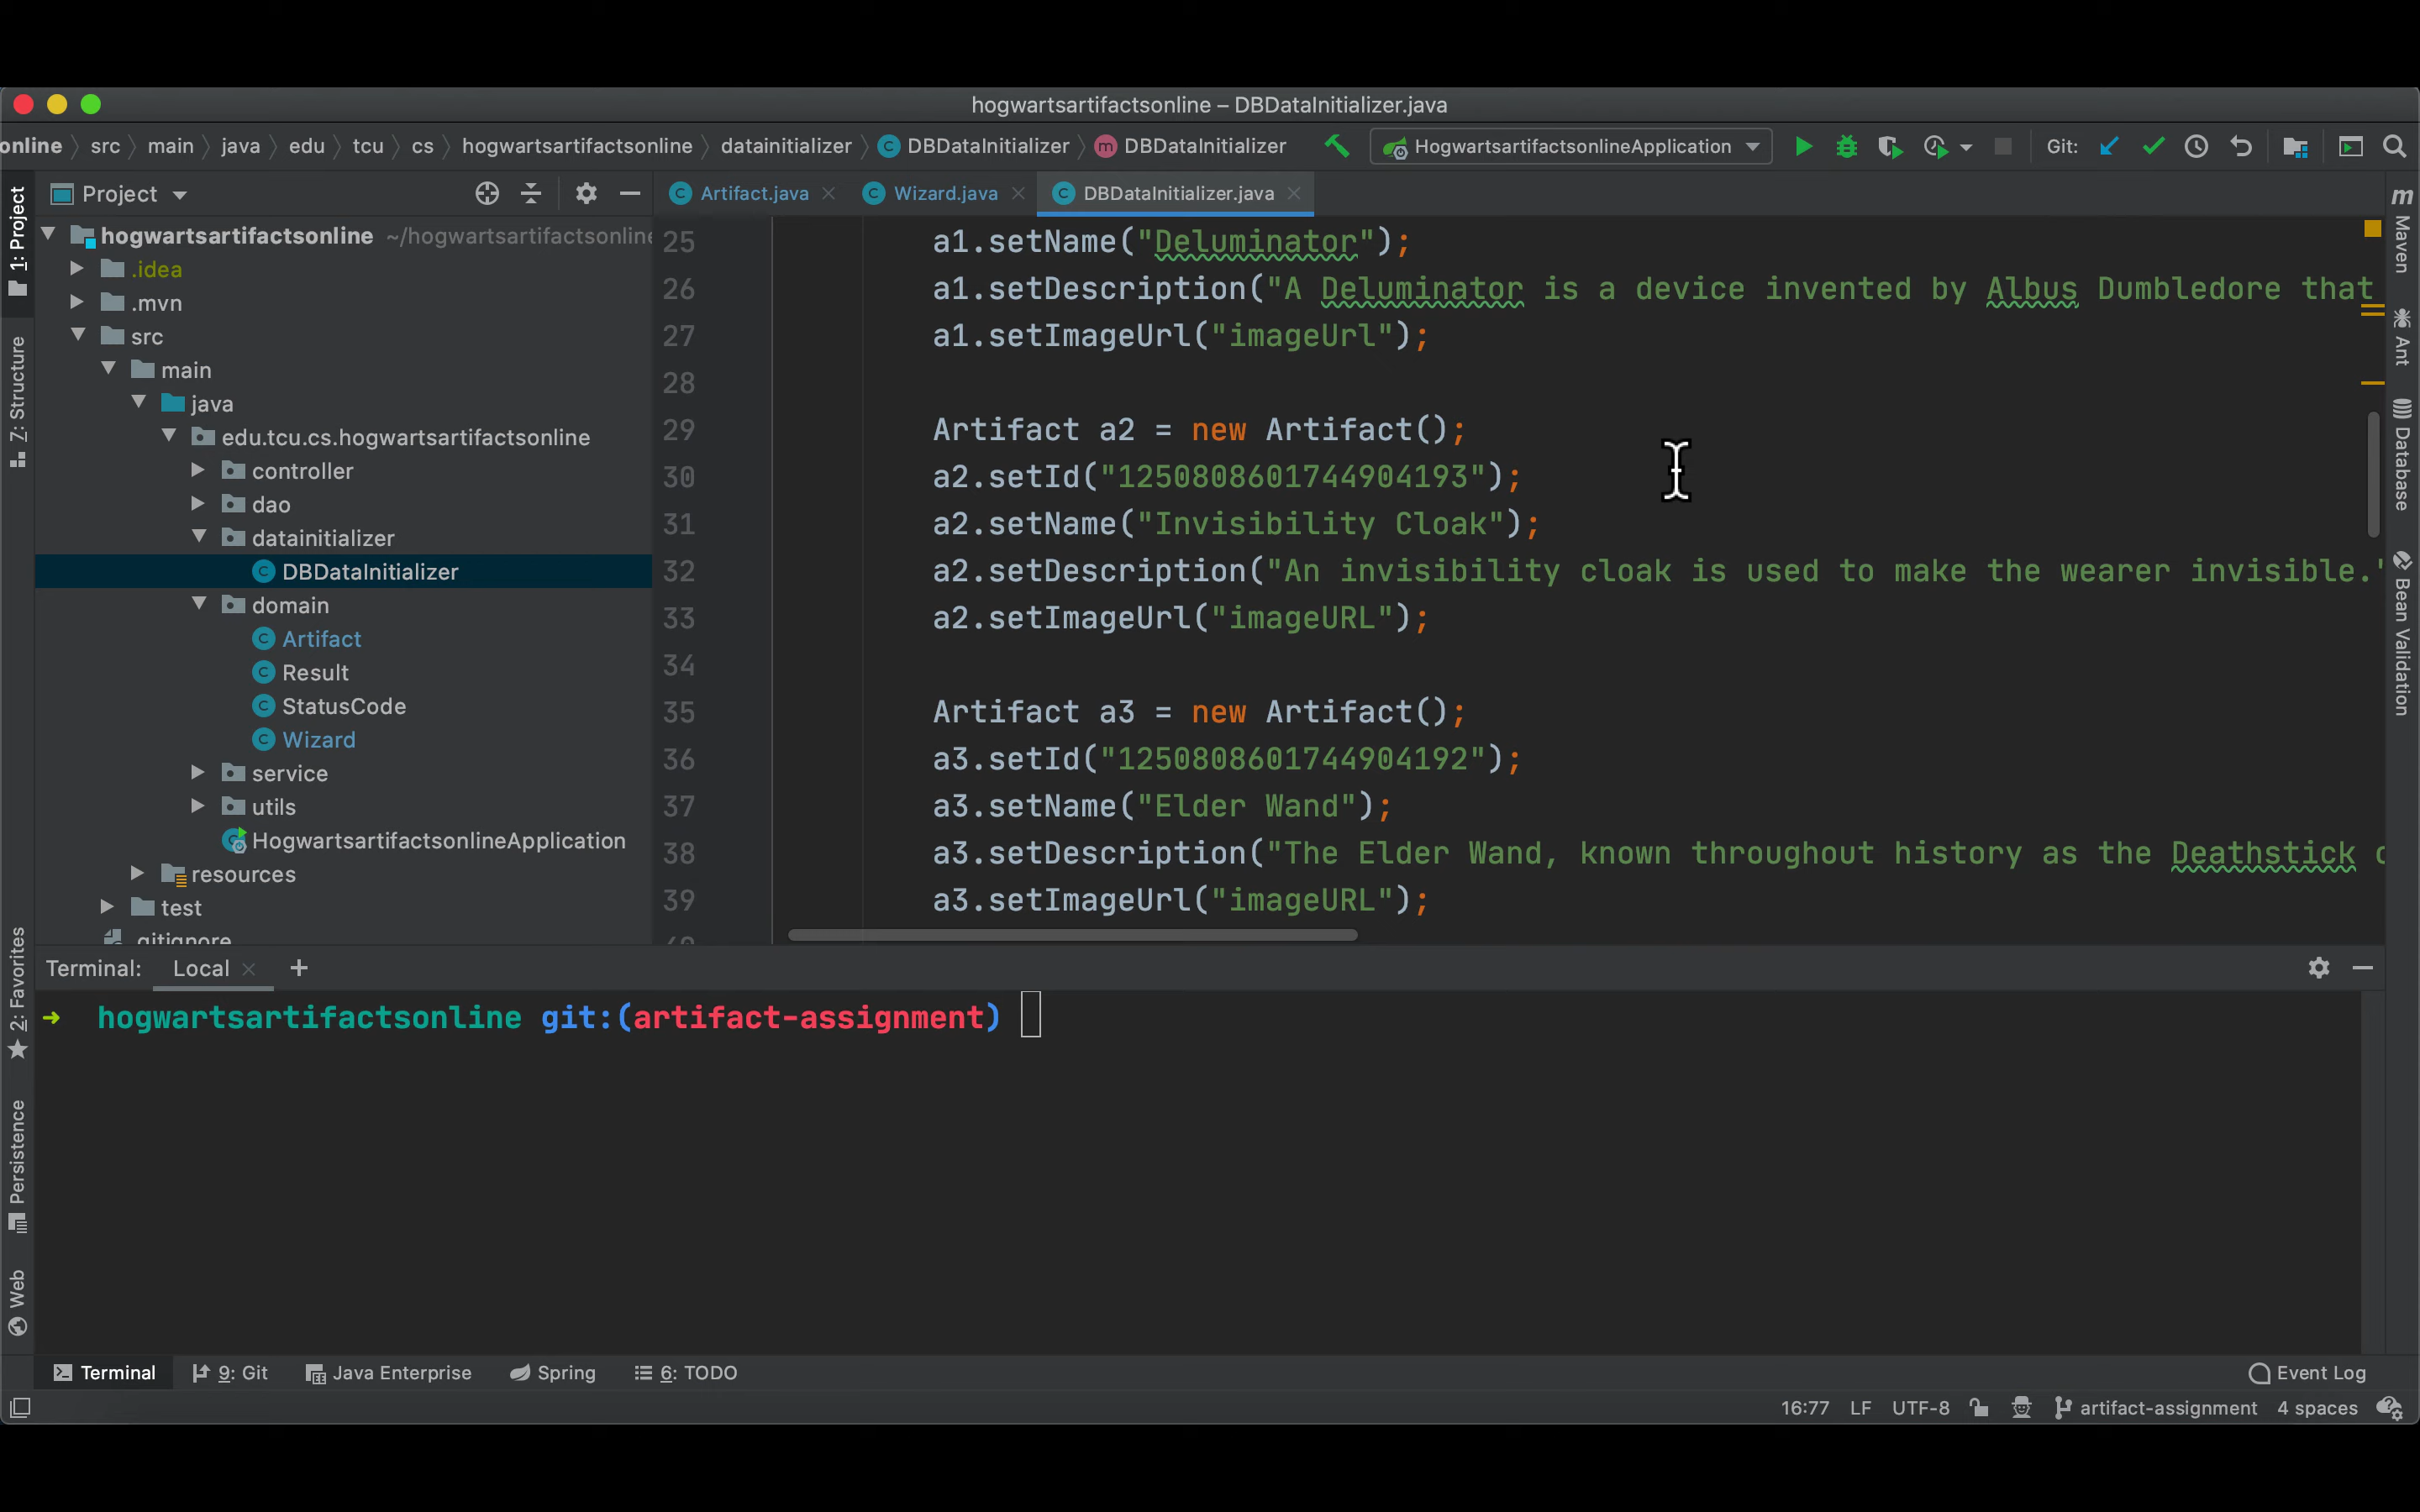 hogwartsartifactsonline – DBDataInitializer.java
online src main java edu tcu cs hogwartsartifactsonline datainitializer DBDataInitializer DBDataInitializer HogwartsartifactsonlineApplication Git:
1: Project
Z: Structure
2: Favorites
Persistence
Web
Project
hogwartsartifactsonline ~/hogwartsartifactsonline
.idea
.mvn
src
main
java
edu.tcu.cs.hogwartsartifactsonline
controller
dao
datainitializer
DBDataInitializer
domain
Artifact
Result
StatusCode
Wizard
service
utils
HogwartsartifactsonlineApplication
resources
test
.gitignore
Artifact.java Wizard.java DBDataInitializer.java
25 a1.setName("Deluminator");
26 a1.setDescription("A Deluminator is a device invented by Albus Dumbledore that
27 a1.setImageUrl("imageUrl");
28
29 Artifact a2 = new Artifact();
30 a2.setId("1250808601744904193");
31 a2.setName("Invisibility Cloak");
32 a2.setDescription("An invisibility cloak is used to make the wearer invisible."
33 a2.setImageUrl("imageURL");
34
35 Artifact a3 = new Artifact();
36 a3.setId("1250808601744904192");
37 a3.setName("Elder Wand");
38 a3.setDescription("The Elder Wand, known throughout history as the Deathstick
39 a3.setImageUrl("imageURL");
40
m Maven
Ant
Database
Bean Validation
Terminal: Local +
→ hogwartsartifactsonline git:(artifact-assignment)
Terminal 9: Git Java Enterprise Spring 6: TODO Event Log
16:77 LF UTF-8 artifact-assignment 4 spaces